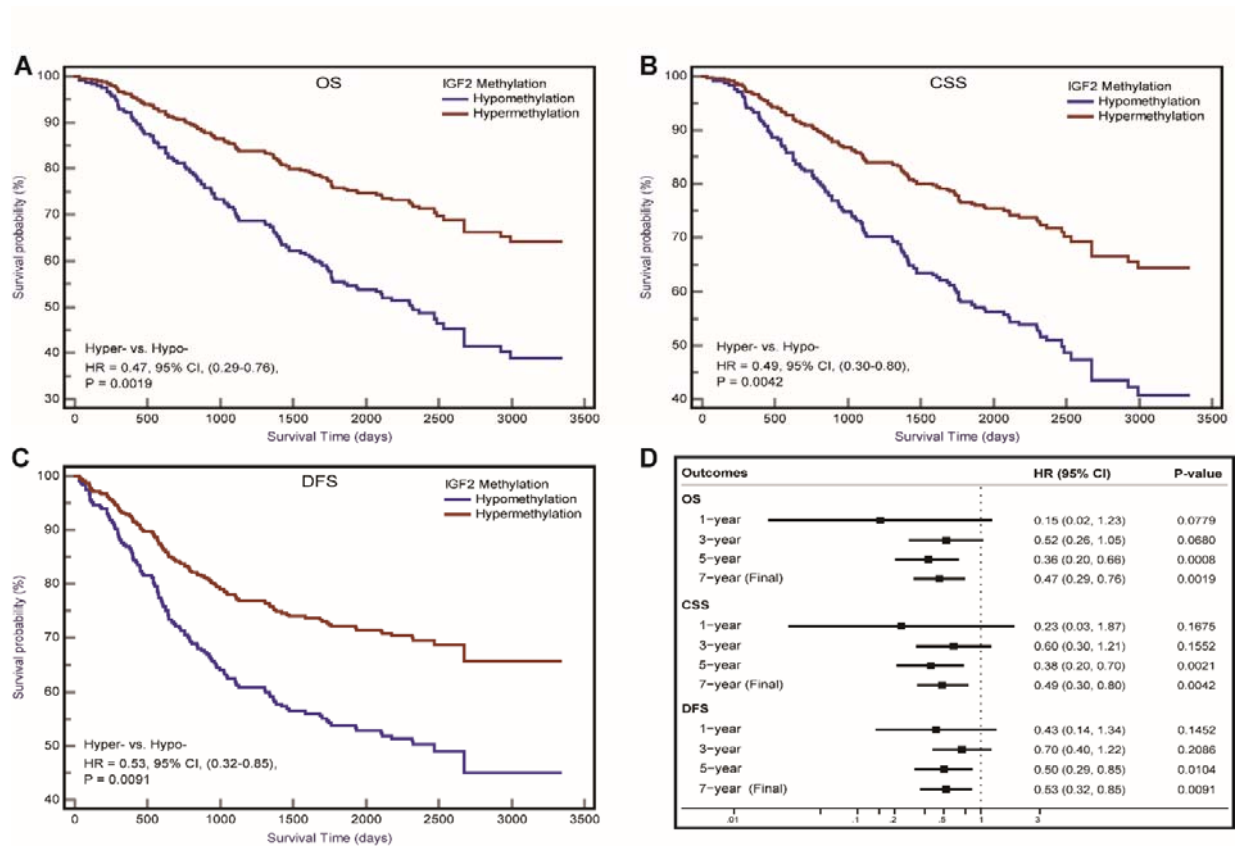 A
OS
IGF2 Methylation
Hypomethylation
Hypermethylation
Survival probability (%)
100
90
80
70
60
50
40
30
Hyper- vs. Hypo-
HR = 0.47, 95% CI, (0.29-0.76),
P = 0.0019
0 500 1000 1500 2000 2500 3000 3500
Survival Time (days)
B
CSS
IGF2 Methylation
Hypomethylation
Hypermethylation
Survival probability (%)
100
90
80
70
60
50
40
Hyper- vs. Hypo-
HR = 0.49, 95% CI, (0.30-0.80),
P = 0.0042
0 500 1000 1500 2000 2500 3000 3500
Survival Time (days)
C
DFS
IGF2 Methylation
Hypomethylation
Hypermethylation
Survival probability (%)
100
90
80
70
60
50
40
Hyper- vs. Hypo-
HR = 0.53, 95% CI, (0.32-0.85),
P = 0.0091
0 500 1000 1500 2000 2500 3000 3500
Survival Time (days)
D
Outcomes HR (95% CI) P-value
OS
1-year 0.15 (0.02, 1.23) 0.0779
3-year 0.52 (0.26, 1.05) 0.0680
5-year 0.36 (0.20, 0.66) 0.0008
7-year (Final) 0.47 (0.29, 0.76) 0.0019
CSS
1-year 0.23 (0.03, 1.87) 0.1675
3-year 0.60 (0.30, 1.21) 0.1552
5-year 0.38 (0.20, 0.70) 0.0021
7-year (Final) 0.49 (0.30, 0.80) 0.0042
DFS
1-year 0.43 (0.14, 1.34) 0.1452
3-year 0.70 (0.40, 1.22) 0.2086
5-year 0.50 (0.29, 0.85) 0.0104
7-year (Final) 0.53 (0.32, 0.85) 0.0091
.01 .1 .2 .5 1 3